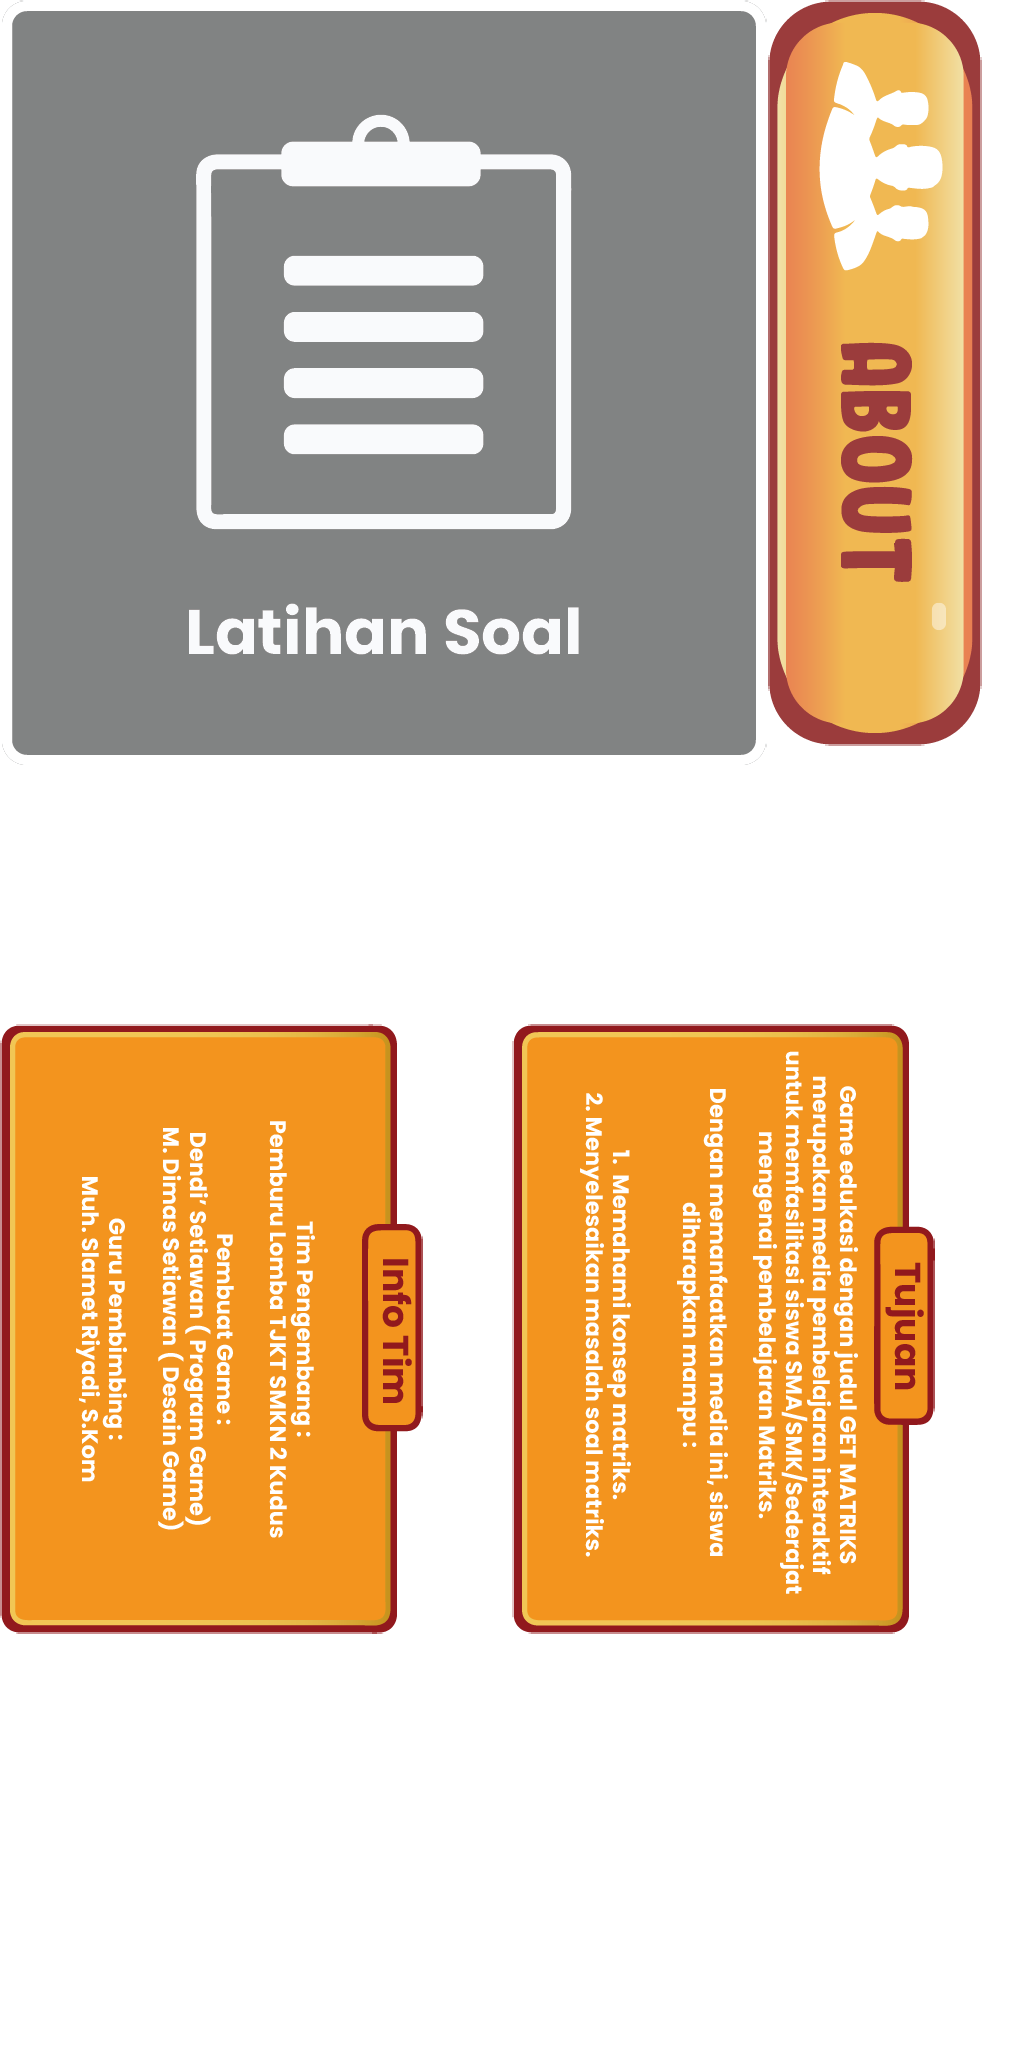 Latihan Soal
ABOUT
Info Tim
Tim Pengembang :
Pemburu Lomba TJKT SMKN 2 Kudus
Pembuat Game :
Dendi’ Setiawan ( Program Game)
M. Dimas Setiawan ( Desain Game)
Guru Pembimbing :
Muh. Slamet Riyadi, S.Kom
Tujuan
Game edukasi dengan judul GET MATRIKS
merupakan media pembelajaran interaktif
untuk memfasilitasi siswa SMA/SMK/Sederajat
mengenai pembelajaran Matriks.
Dengan memanfaatkan media ini, siswa
diharapkan mampu :
1. Memahami konsep matriks.
2. Menyelesaikan masalah soal matriks.